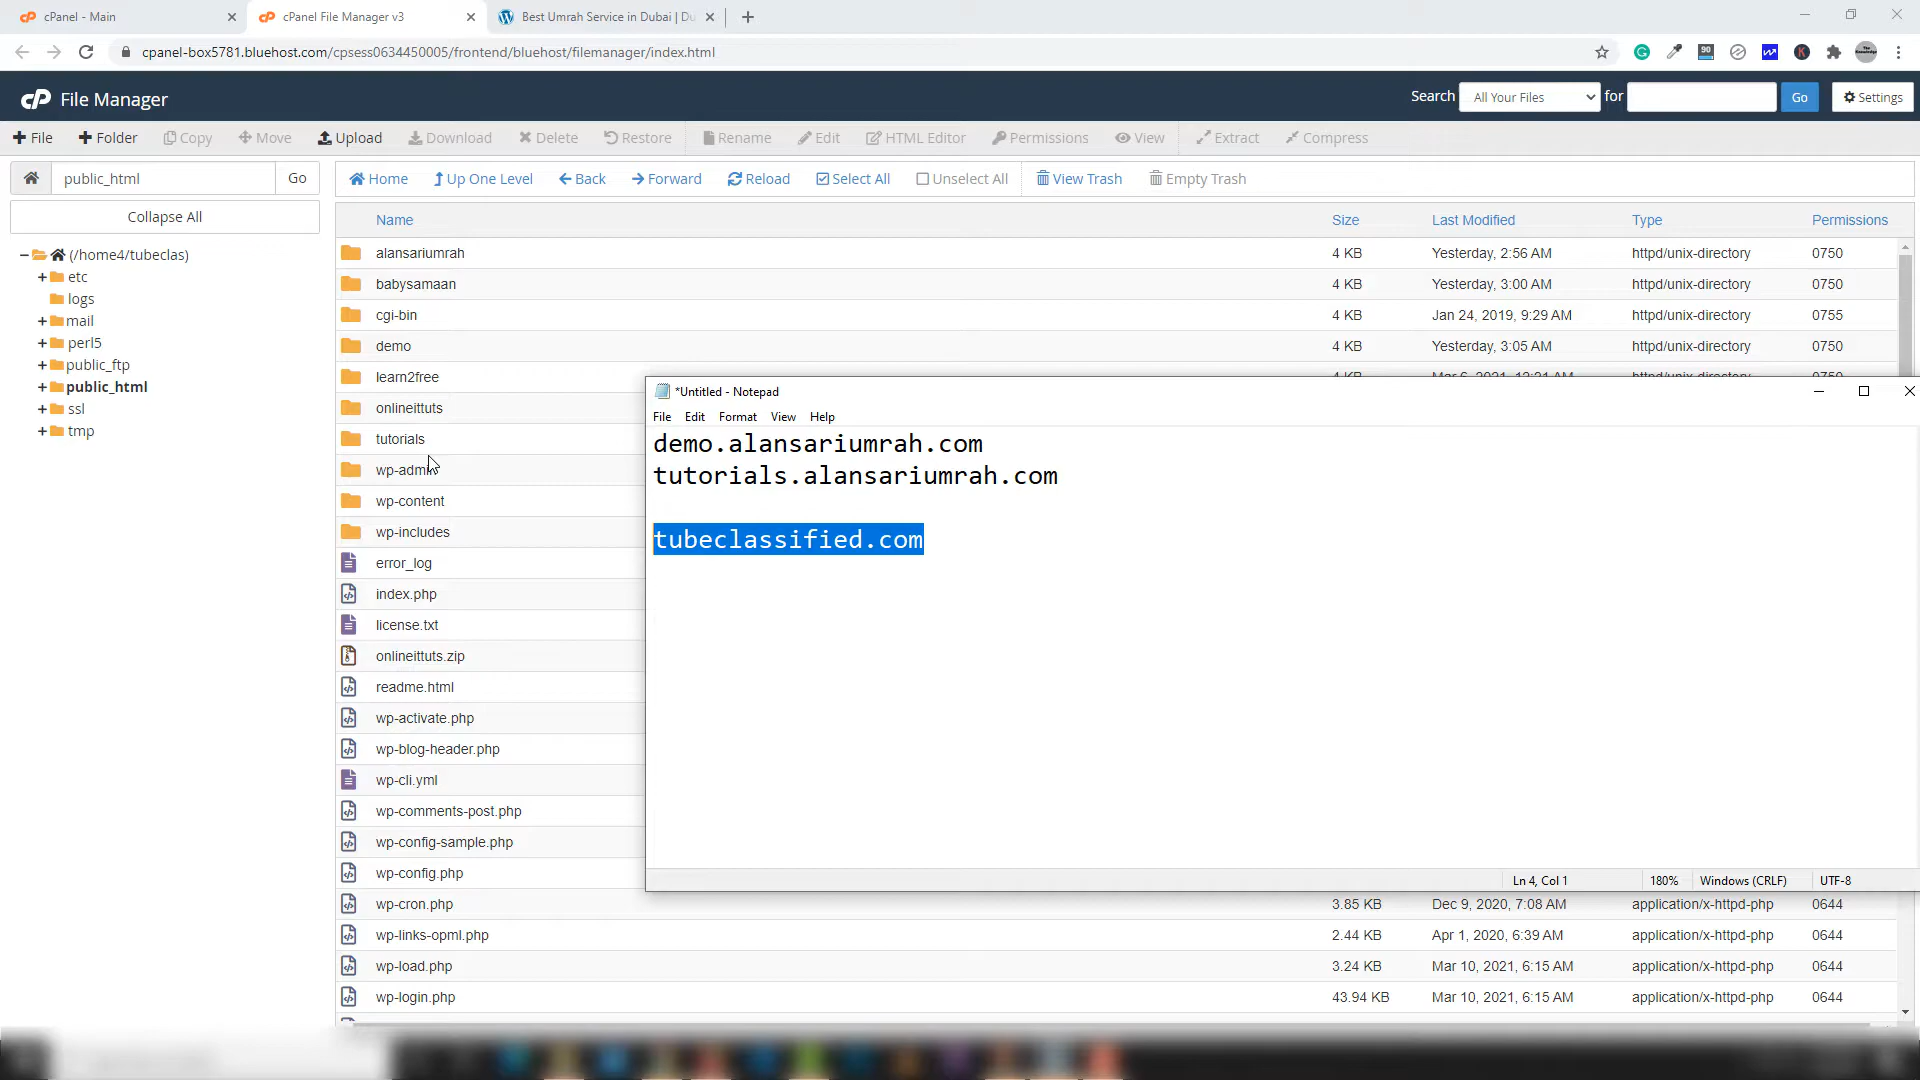 cPanel - Main
cPanel File Manager v3
Best Umrah Service in Dubai | Du
cpanel-box5781.bluehost.com/cpsess0634450005/frontend/bluehost/filemanager/index.html
cP File Manager
Search All Your Files for Go Settings
File Folder Copy Move Upload Download Delete Restore Rename Edit HTML Editor Permissions View Extract Compress
public_html Go
Home Up One Level Back Forward Reload Select All Unselect All View Trash Empty Trash
Collapse All
(/home4/tubeclas)
etc
logs
mail
perl5
public_ftp
public_html
ssl
tmp
Name Size Last Modified Type Permissions
alansariumrah 4 KB Yesterday, 2:56 AM httpd/unix-directory 0750
babysamaan 4 KB Yesterday, 3:00 AM httpd/unix-directory 0750
cgi-bin 4 KB Jan 24, 2019, 9:29 AM httpd/unix-directory 0755
demo 4 KB Yesterday, 3:05 AM httpd/unix-directory 0750
learn2free
onlineittuts
tutorials
wp-admin
wp-content
wp-includes
error_log
index.php
license.txt
onlineittuts.zip
readme.html
wp-activate.php
wp-blog-header.php
wp-cli.yml
wp-comments-post.php
wp-config-sample.php
wp-config.php
wp-cron.php 3.85 KB Dec 9, 2020, 7:08 AM application/x-httpd-php 0644
wp-links-opml.php 2.44 KB Apr 1, 2020, 6:39 AM application/x-httpd-php 0644
wp-load.php 3.24 KB Mar 10, 2021, 6:15 AM application/x-httpd-php 0644
wp-login.php 43.94 KB Mar 10, 2021, 6:15 AM application/x-httpd-php 0644
*Untitled - Notepad
File Edit Format View Help
demo.alansariumrah.com
tutorials.alansariumrah.com
tubeclassified.com
Ln 4, Col 1 180% Windows (CRLF) UTF-8